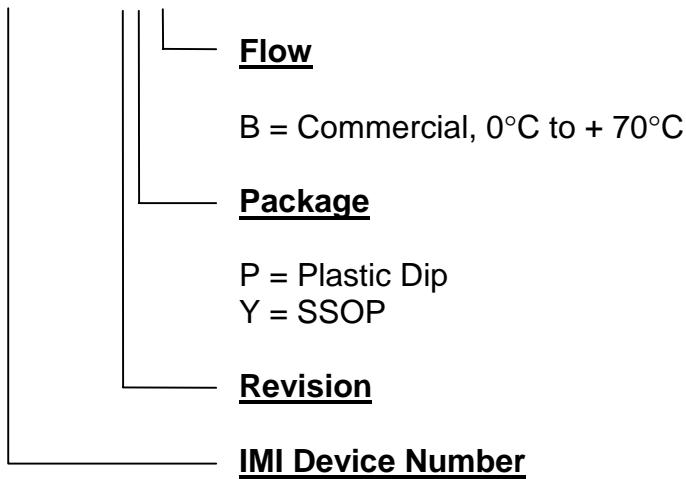 Flow
B = Commercial, 0°C to + 70°C
Package
P = Plastic Dip
Y = SSOP
Revision
IMI Device Number